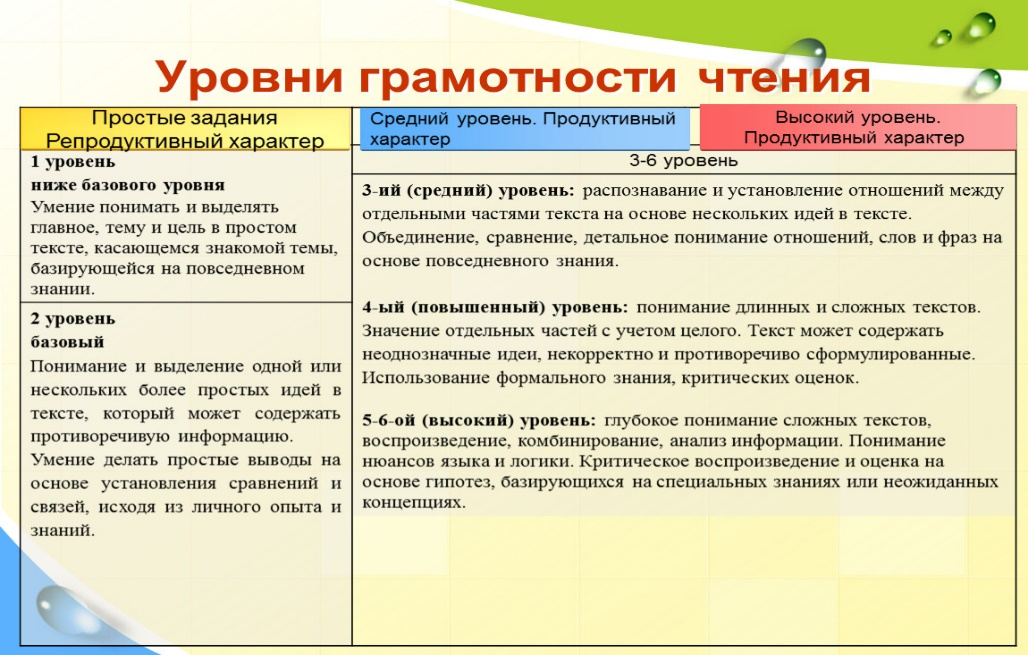 Уровни грамотности чтения
Простые задания
Репродуктивный характер
Средний уровень. Продуктивный
характер
Высокий уровень.
Продуктивный характер
1 уровень
ниже базового уровня
Умение понимать и выделять
главное, тему и цель в простом
тексте, касающемся знакомой темы,
базирующейся на повседневном
знании.
2 уровень
базовый
Понимание и выделение одной или
нескольких более простых идей в
тексте, который может содержать
противоречивую информацию.
Умение делать простые выводы на
основе установления сравнений и
связей, исходя из личного опыта и
знаний.
3-6 уровень
3-ий (средний) уровень: распознавание и установление отношений между
отдельными частями текста на основе нескольких идей в тексте.
Объединение, сравнение, детальное понимание отношений, слов и фраз на
основе повседневного знания.
4-ый (повышенный) уровень: понимание длинных и сложных текстов.
Значение отдельных частей с учетом целого. Текст может содержать
неоднозначные идеи, некорректно и противоречиво сформулированные.
Использование формального знания, критических оценок.
5-6-ой (высокий) уровень: глубокое понимание сложных текстов,
воспроизведение, комбинирование, анализ информации. Понимание
нюансов языка и логики. Критическое воспроизведение и оценка на
основе гипотез, базирующихся на специальных знаниях или неожиданных
концепциях.